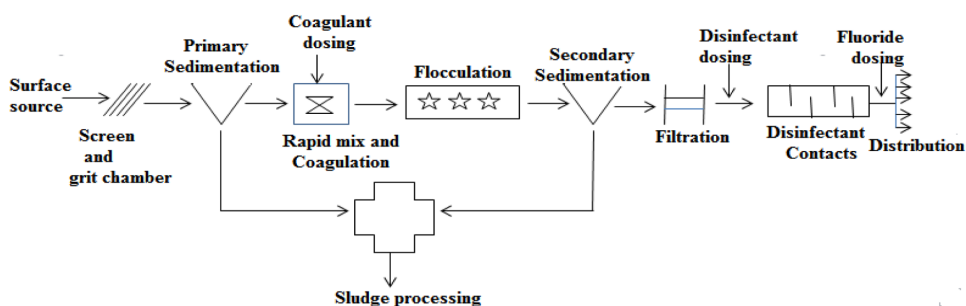 Surface
source
Screen
and
grit chamber
Primary
Sedimentation
Coagulant
dosing
Rapid mix and
Coagulation
Flocculation
Secondary
Sedimentation
Filtration
Disinfectant
dosing
Disinfectant
Contacts
Fluoride
dosing
Distribution
Sludge processing